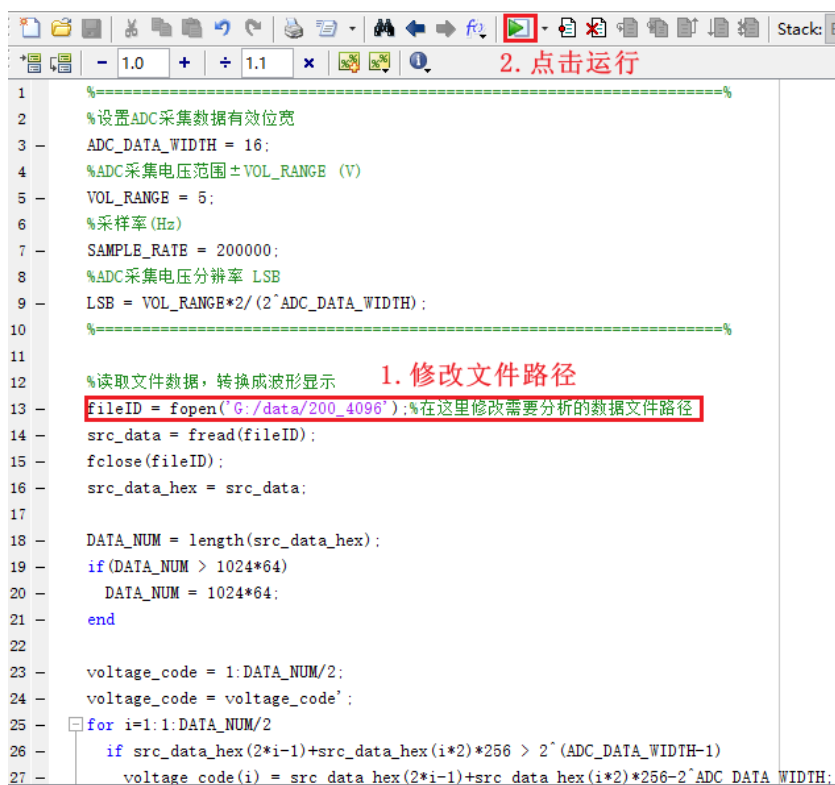 Stack:
1.0
1.1
2.点击运行
1 %=====================================================================%
2 %设置ADC采集数据有效位宽
3 – ADC_DATA_WIDTH = 16;
4 %ADC采集电压范围±VOL_RANGE (V)
5 – VOL_RANGE = 5;
6 %采样率(Hz)
7 – SAMPLE_RATE = 200000;
8 %ADC采集电压分辨率 LSB
9 – LSB = VOL_RANGE*2/(2^ADC_DATA_WIDTH);
10 %=====================================================================%
11
1.修改文件路径
12 %读取文件数据，转换成波形显示
13 – fileID = fopen('G:/data/200_4096');%在这里修改需要分析的数据文件路径
14 – src_data = fread(fileID);
15 – fclose(fileID);
16 – src_data_hex = src_data;
17
18 – DATA_NUM = length(src_data_hex);
19 – if(DATA_NUM > 1024*64)
20 – DATA_NUM = 1024*64;
21 – end
22
23 – voltage_code = 1:DATA_NUM/2;
24 – voltage_code = voltage_code';
25 – for i=1:1:DATA_NUM/2
26 – if src_data_hex(2*i-1)+src_data_hex(i*2)*256 > 2^(ADC_DATA_WIDTH-1)
27 – voltage_code(i) = src_data_hex(2*i-1)+src_data_hex(i*2)*256-2^ADC_DATA_WIDTH;